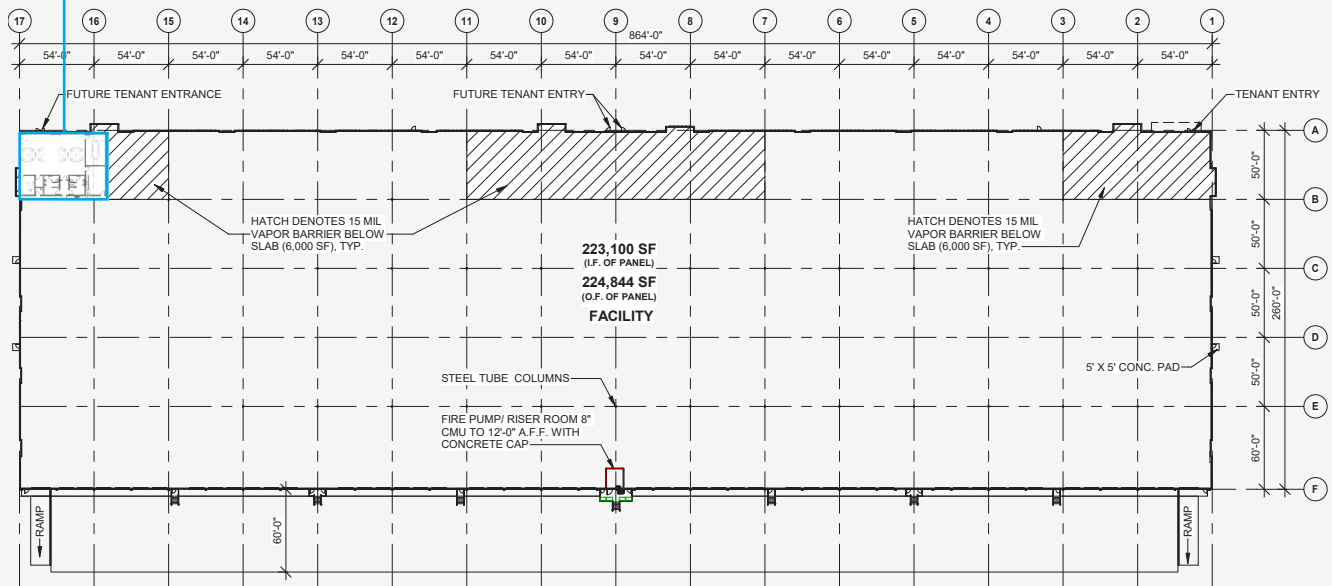 17 16 15 14 13 12 11 10 9 8 7 6 5 4 3 2 1
864'-0"
54'-0" 54'-0" 54'-0" 54'-0" 54'-0" 54'-0" 54'-0" 54'-0" 54'-0" 54'-0" 54'-0" 54'-0" 54'-0" 54'-0" 54'-0" 54'-0"
FUTURE TENANT ENTRANCE
FUTURE TENANT ENTRY
TENANT ENTRY
A
50'-0"
B
HATCH DENOTES 15 MIL
VAPOR BARRIER BELOW
SLAB (6,000 SF), TYP.
HATCH DENOTES 15 MIL
VAPOR BARRIER BELOW
SLAB (6,000 SF), TYP.
50'-0"
223,100 SF
(I.F. OF PANEL)
C
224,844 SF
(O.F. OF PANEL)
FACILITY
50'-0"
260'-0"
D
5' X 5' CONC. PAD
STEEL TUBE COLUMNS
50'-0"
E
FIRE PUMP/ RISER ROOM 8"
CMU TO 12'-0" A.F.F. WITH
CONCRETE CAP
60'-0"
F
RAMP
60'-0"
RAMP